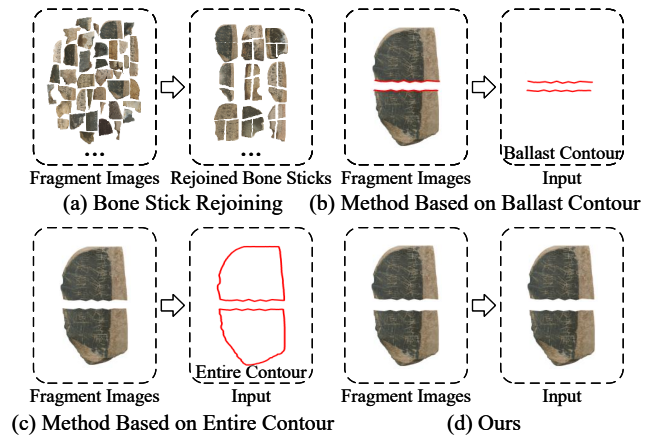 ...
...
Fragment Images
Rejoined Bone Sticks
(a) Bone Stick Rejoining
Ballast Contour
Fragment Images
Input
(b) Method Based on Ballast Contour
Entire Contour
Fragment Images
Input
(c) Method Based on Entire Contour
Fragment Images
Input
(d) Ours